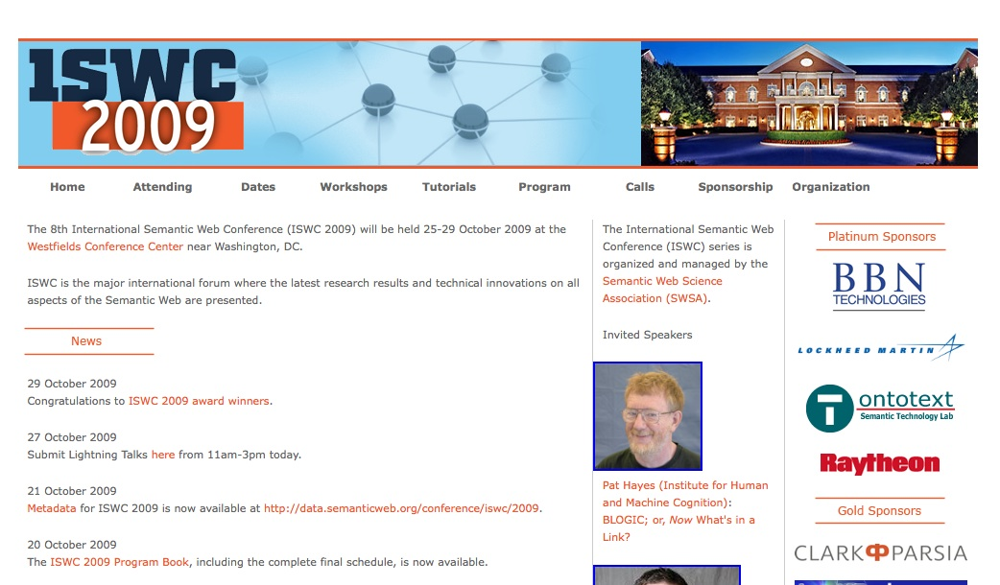 ISWC
2009
Home Attending Dates Workshops Tutorials Program Calls Sponsorship Organization
The 8th International Semantic Web Conference (ISWC 2009) will be held 25-29 October 2009 at the
Westfields Conference Center near Washington, DC.
ISWC is the major international forum where the latest research results and technical innovations on all
aspects of the Semantic Web are presented.
News
29 October 2009
Congratulations to ISWC 2009 award winners.
27 October 2009
Submit Lightning Talks here from 11am-3pm today.
21 October 2009
Metadata for ISWC 2009 is now available at http://data.semanticweb.org/conference/iswc/2009.
20 October 2009
The ISWC 2009 Program Book, including the complete final schedule, is now available.
The International Semantic Web
Conference (ISWC) series is
organized and managed by the
Semantic Web Science
Association (SWSA).
Invited Speakers
Pat Hayes (Institute for Human
and Machine Cognition):
BLOGIC; or, Now What's in a
Link?
Platinum Sponsors
BBN
TECHNOLOGIES
LOCKHEED MARTIN
ontotext
Semantic Technology Lab
Raytheon
Gold Sponsors
CLARK PARSIA